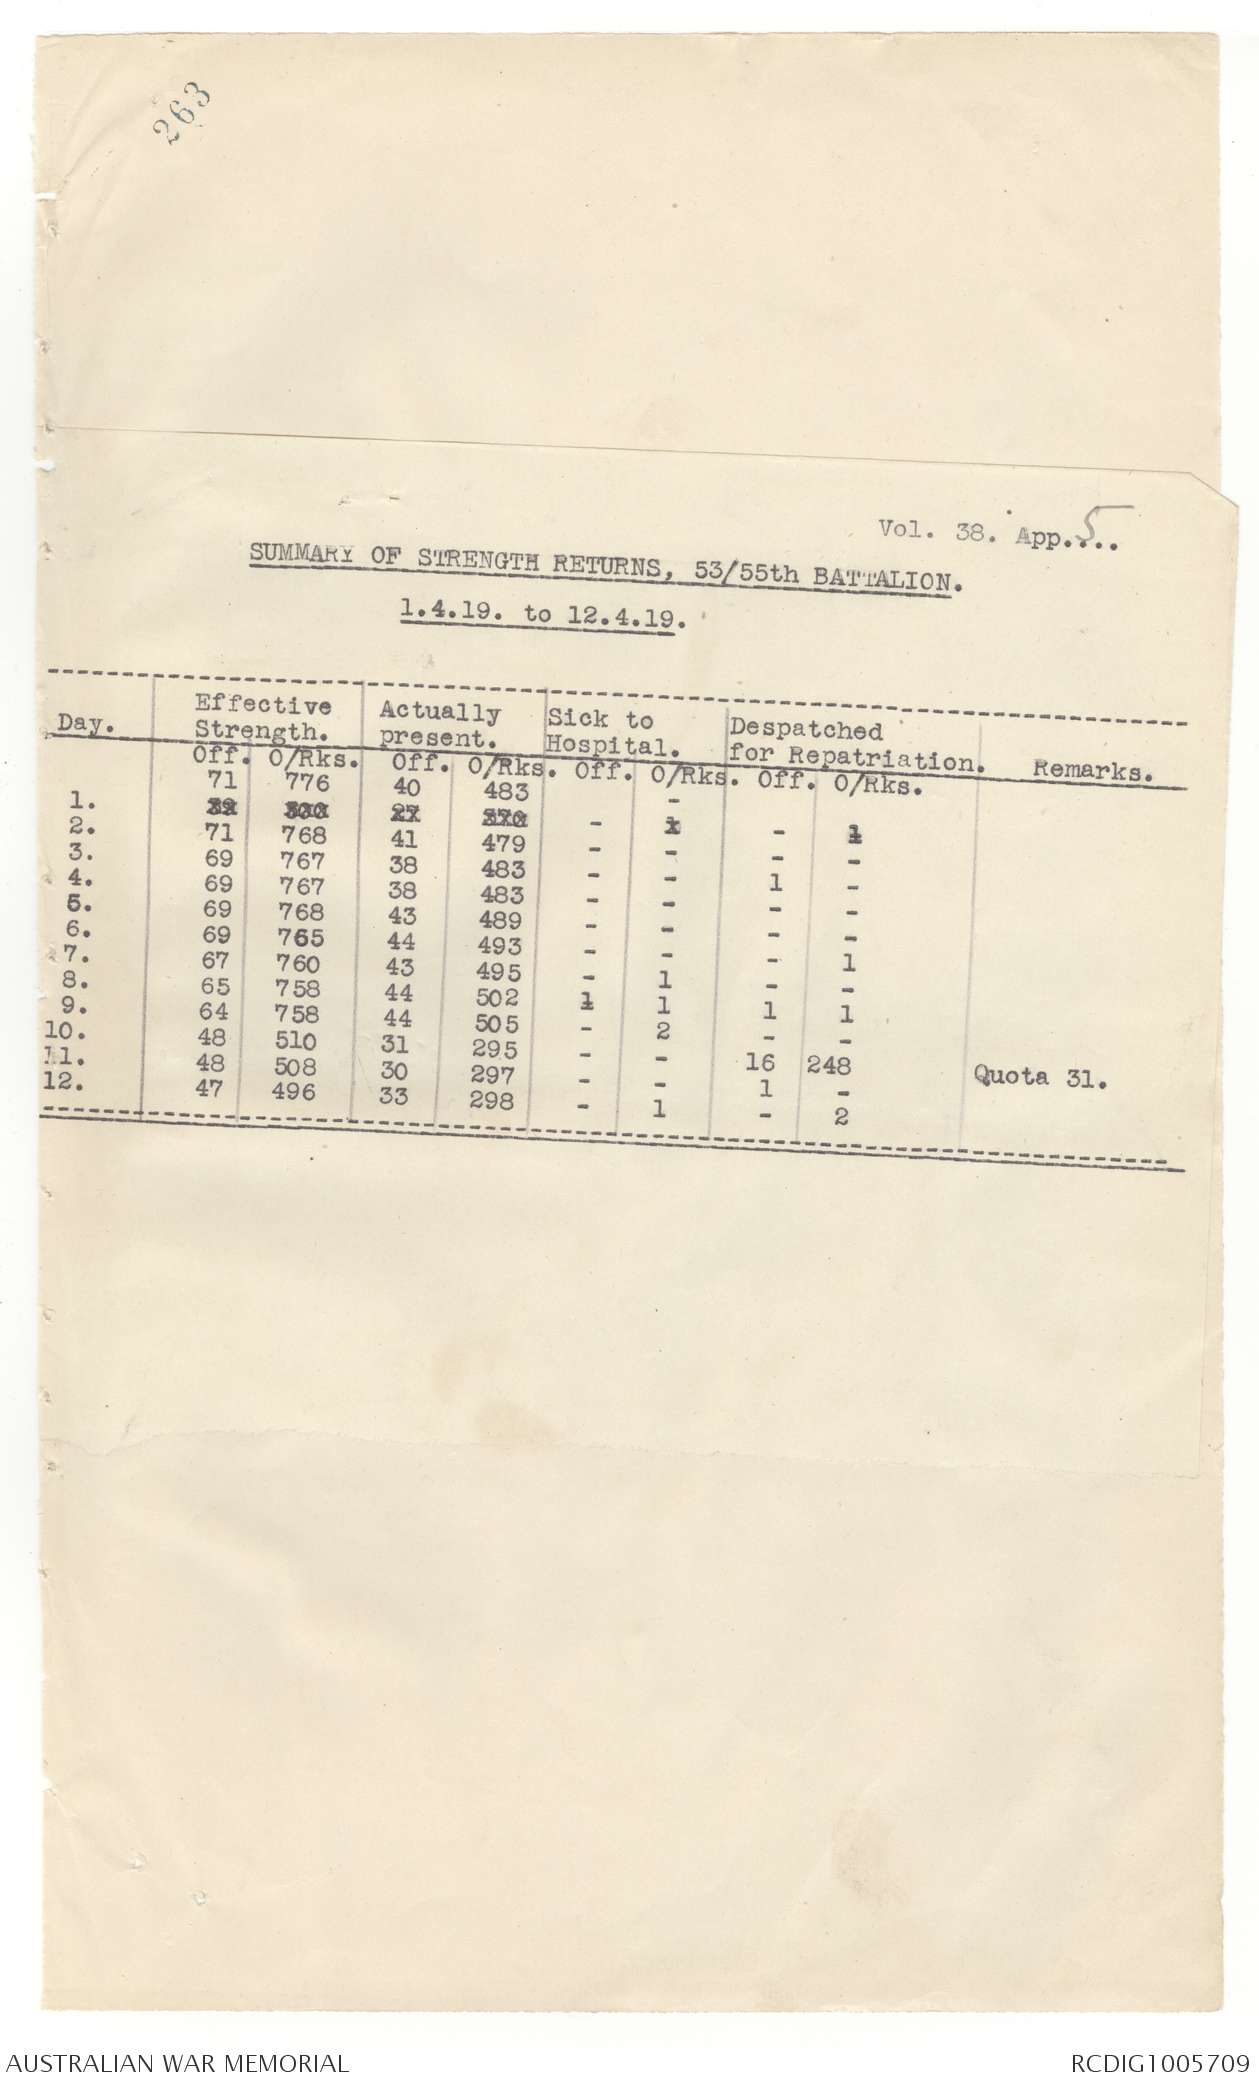 263
Vol. 38. App.5...
SUMMARY OF STRENGTH RETURNS, 53/55th BATTALION.
1.4.19. to 12.4.19.
Day. Effective Strength. Actually present. Sick to Hospital. Despatched for Repatriation. Remarks.
Off. O/Rks. Off. O/Rks. Off. O/Rks. Off. O/Rks.
71 776 40 483 -
1. - 1 - 1
2. 71 768 41 479 - - - -
3. 69 767 38 483 - - 1 -
4. 69 767 38 483 - - - -
5. 69 768 43 489 - - - -
6. 69 765 44 493 - - - 1
7. 67 760 43 495 - 1 - -
8. 65 758 44 502 1 1 1 1
9. 64 758 44 505 - 2 - -
10. 48 510 31 295 - - 16 248 Quota 31.
11. 48 508 30 297 - - 1 -
12. 47 496 33 298 - 1 - 2
AUSTRALIAN WAR MEMORIAL RCDIG1005709